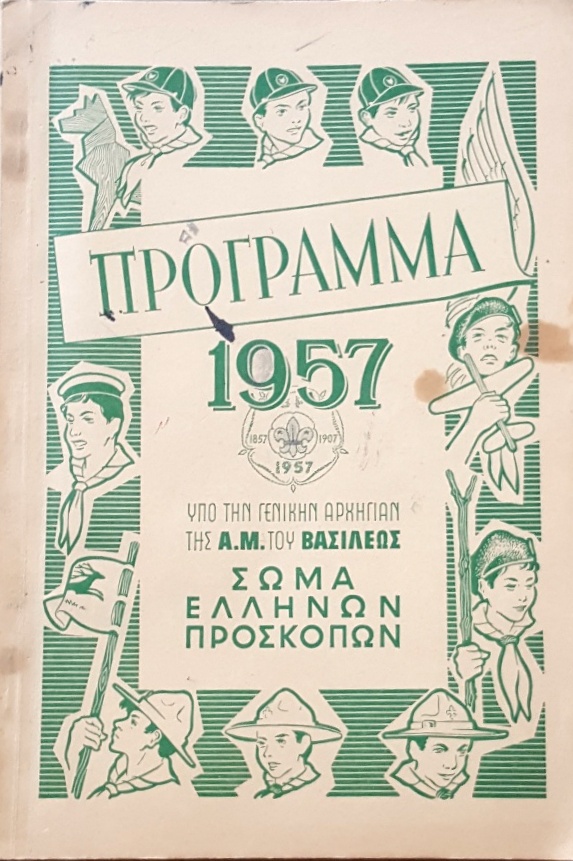 ΠΡΟΓΡΑΜΜΑ
1957
1857 1907
1957
ΥΠΟ ΤΗΝ ΓΕΝΙΚΗΝ ΑΡΧΗΓΙΑΝ
ΤΗΣ Α.Μ. ΤΟΥ ΒΑΣΙΛΕΩΣ
ΣΩΜΑ
ΕΛΛΗΝΩΝ
ΠΡΟΣΚΟΠΩΝ